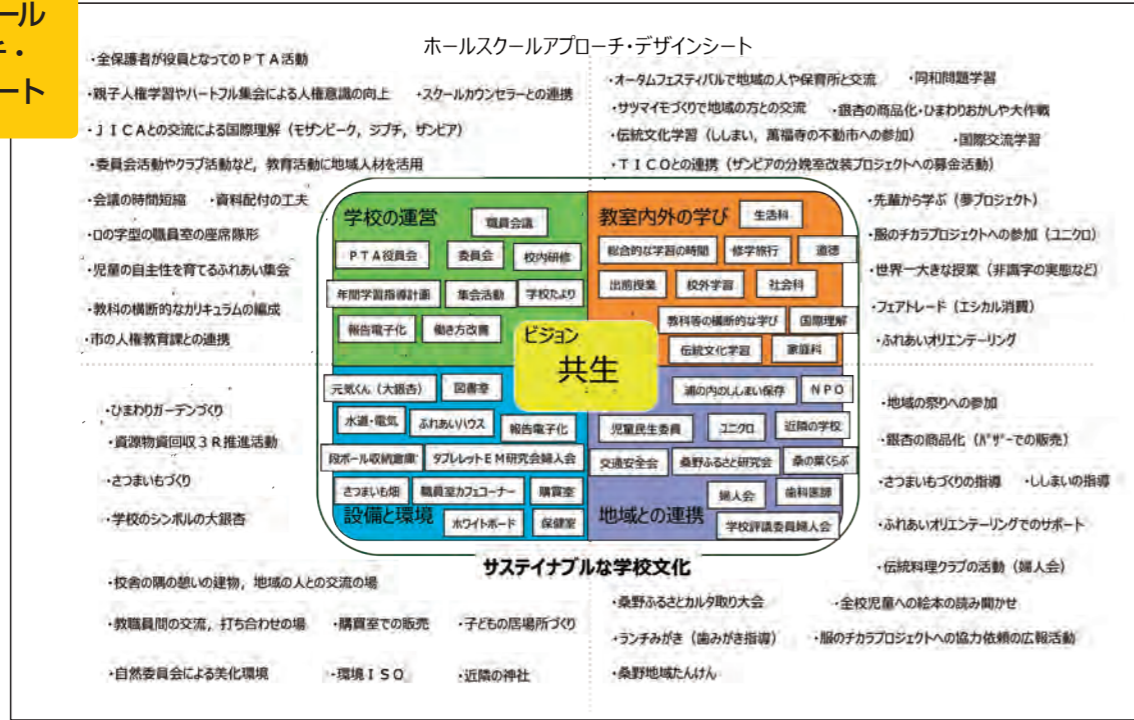 ール
チ・
ート
ホールスクールアプローチ・デザインシート
・全保護者が役員となってのＰＴＡ活動
・親子人権学習やハートフル集会による人権意識の向上　・スクールカウンセラーとの連携
・ＪＩＣＡとの交流による国際理解（モザンビーク，ジブチ，ザンビア）
・委員会活動やクラブ活動など，教育活動に地域人材を活用
・会議の時間短縮　・資料配付の工夫
・ロの字型の職員室の座席隊形
・児童の自主性を育てるふれあい集会
・教科の横断的なカリキュラムの編成
・市の人権教育課との連携
・オータムフェスティバルで地域の人や保育所と交流　・同和問題学習
・サツマイモづくりで地域の方との交流　・銀杏の商品化・ひまわりおかしや大作戦
・伝統文化学習（ししまい，萬福寺の不動市への参加）　・国際交流学習
・ＴＩＣＯとの連携（ザンビアの分娩室改装プロジェクトへの募金活動）
・先輩から学ぶ（夢プロジェクト）
・服のチカラプロジェクトへの参加（ユニクロ）
・世界一大きな授業（非識字の実態など）
・フェアトレード（エシカル消費）
・ふれあいオリエンテーリング
学校の運営
職員会議
ＰＴＡ役員会　委員会　校内研修
年間学習指導計画　集会活動　学校たより
報告電子化　働き方改善
教室内外の学び
生活科
総合的な学習の時間　修学旅行　道徳
出前授業　校外学習　社会科
教科等の横断的な学び　国際理解
伝統文化学習　家庭科
ビジョン
共生
元気くん（大銀杏）　図書室
水道・電気　ふれあいハウス　報告電子化
段ボール収納倉庫　タブレットＥＭ研究会婦人会
さつまいも畑　職員室カフェコーナー　購買室
設備と環境
ホワイトボード　保健室
浦の内のししまい保存　ＮＰＯ
児童民生委員　ユニクロ　近隣の学校
交通安全会　桑野ふるさと研究会　桑の葉くらぶ
婦人会　歯科医師
地域との連携
学校評議委員婦人会
サステイナブルな学校文化
・ひまわりガーデンづくり
・資源物資回収３Ｒ推進活動
・さつまいもづくり
・学校のシンボルの大銀杏
・校舎の隅の憩いの建物，地域の人との交流の場
・教職員間の交流，打ち合わせの場　・購買室での販売　・子どもの居場所づくり
・自然委員会による美化環境　・環境ＩＳＯ　・近隣の神社
・地域の祭りへの参加
・銀杏の商品化（バザーでの販売）
・さつまいもづくりの指導　・ししまいの指導
・ふれあいオリエンテーリングでのサポート
・伝統料理クラブの活動（婦人会）
・桑野ふるさとカルタ取り大会　・全校児童への絵本の読み聞かせ
・ランチみがき（歯みがき指導）　・服のチカラプロジェクトへの協力依頼の広報活動
・桑野地域たんけん